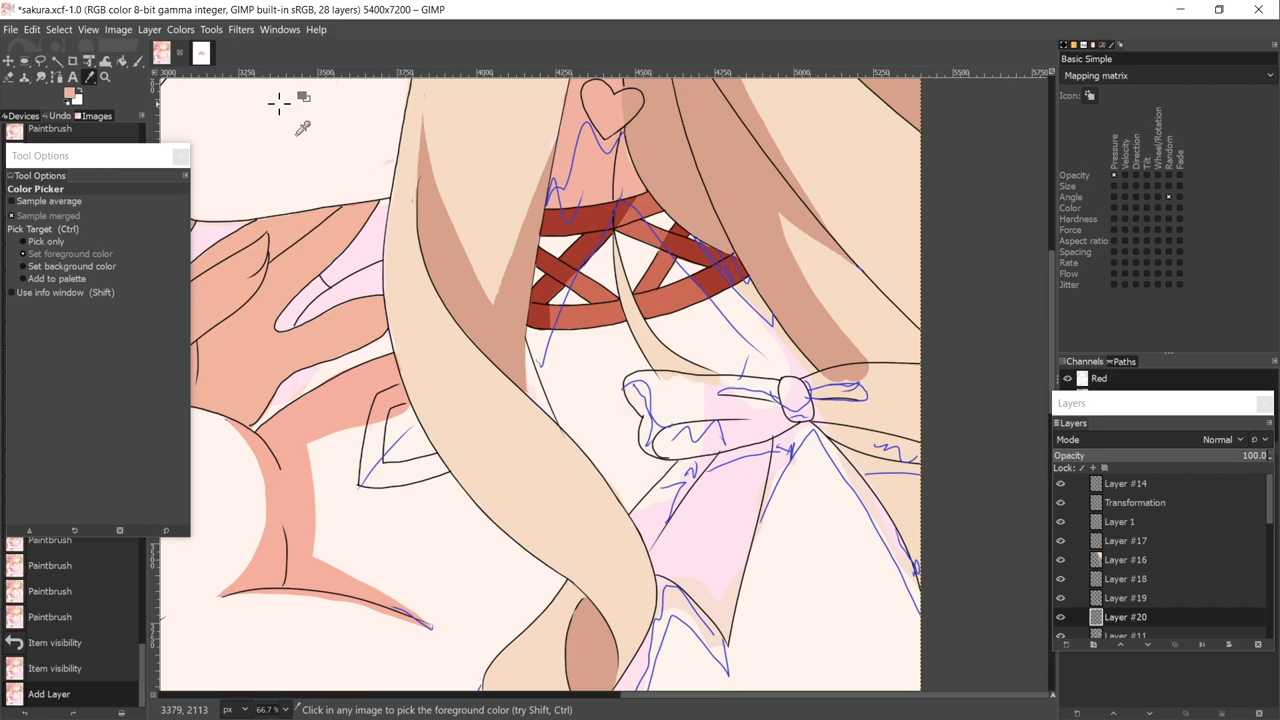 *sakura.xcf-1.0 (RGB color 8-bit gamma integer, GIMP built-in sRGB, 28 layers) 5400x7200 – GIMP
File Edit Select View Image Layer Colors Tools Filters Windows Help
3000 3250 3500 3750 4000 4250 4500 4750 5000 5250 5500 5750
Devices Undo Images
Paintbrush
Tool Options
Tool Options
Color Picker
Sample average
Sample merged
Pick Target (Ctrl)
Pick only
Set foreground color
Set background color
Add to palette
Use info window (Shift)
Paintbrush
Paintbrush
Paintbrush
Paintbrush
Item visibility
Item visibility
Add Layer
Basic Simple
Mapping matrix
Icon:
Pressure
Velocity
Direction
Tilt
Wheel/Rotation
Random
Fade
Opacity
Size
Angle
Color
Hardness
Force
Aspect ratio
Spacing
Rate
Flow
Jitter
Channels Paths
Red
Layers
Layers
Mode Normal
Opacity 100.0
Lock:
Layer #14
Transformation
Layer 1
Layer #17
Layer #16
Layer #18
Layer #19
Layer #20
Layer #11
3379, 2113 px 66.7 % Click in any image to pick the foreground color (try Shift, Ctrl)